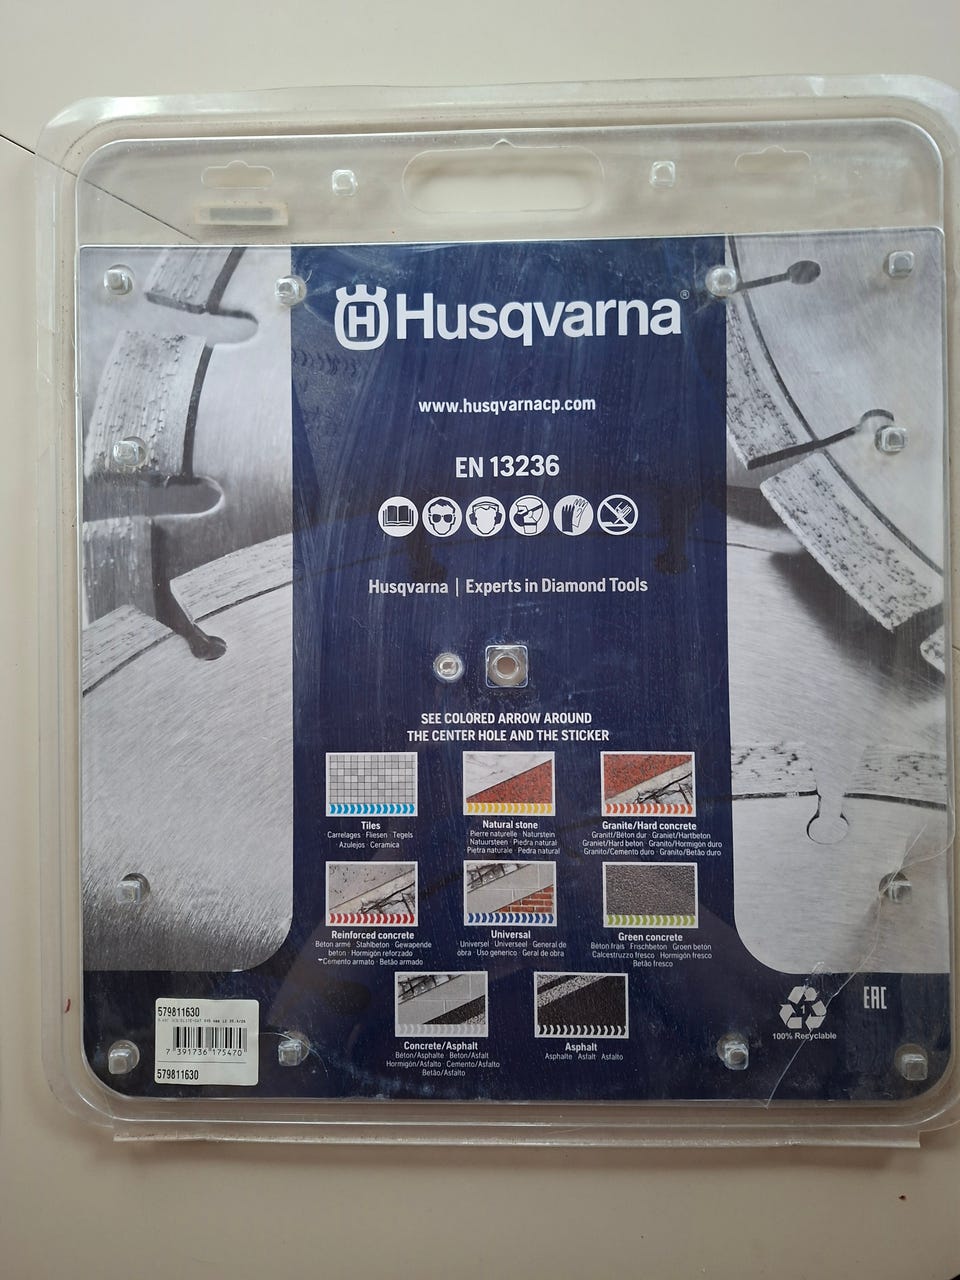 Husqvarna®
www.husqvarnacp.com
EN 13236
Husqvarna | Experts in Diamond Tools
SEE COLORED ARROW AROUND
THE CENTER HOLE AND THE STICKER
Tiles
Carrelages · Fliesen · Tegels
Azulejos · Ceramica
Natural stone
Pierre naturelle · Naturstein
Natuursteen · Piedra natural
Pietra naturale · Pedra natural
Granite/Hard concrete
Granit/Béton dur · Graniet/Hartbeton
Graniet/Hard beton · Granito/Hormigón duro
Granito/Cemento duro · Granito/Betão duro
Reinforced concrete
Béton armé · Stahlbeton · Gewapende
beton · Hormigón reforzado
Cemento armato · Betão armado
Universal
Universel · Universeel · General de
obra · Uso generico · Geral de obra
Green concrete
Béton frais · Frischbeton · Groen beton
Calcestruzzo fresco · Hormigón fresco
Betão fresco
Concrete/Asphalt
Béton/Asphalte · Beton/Asfalt
Hormigón/Asfalto · Cemento/Asfalto
Betão/Asfalto
Asphalt
Asphalte · Asfalt · Asfalto
1
100% Recyclable
EAC
579811630
7 391736 175470
579811630